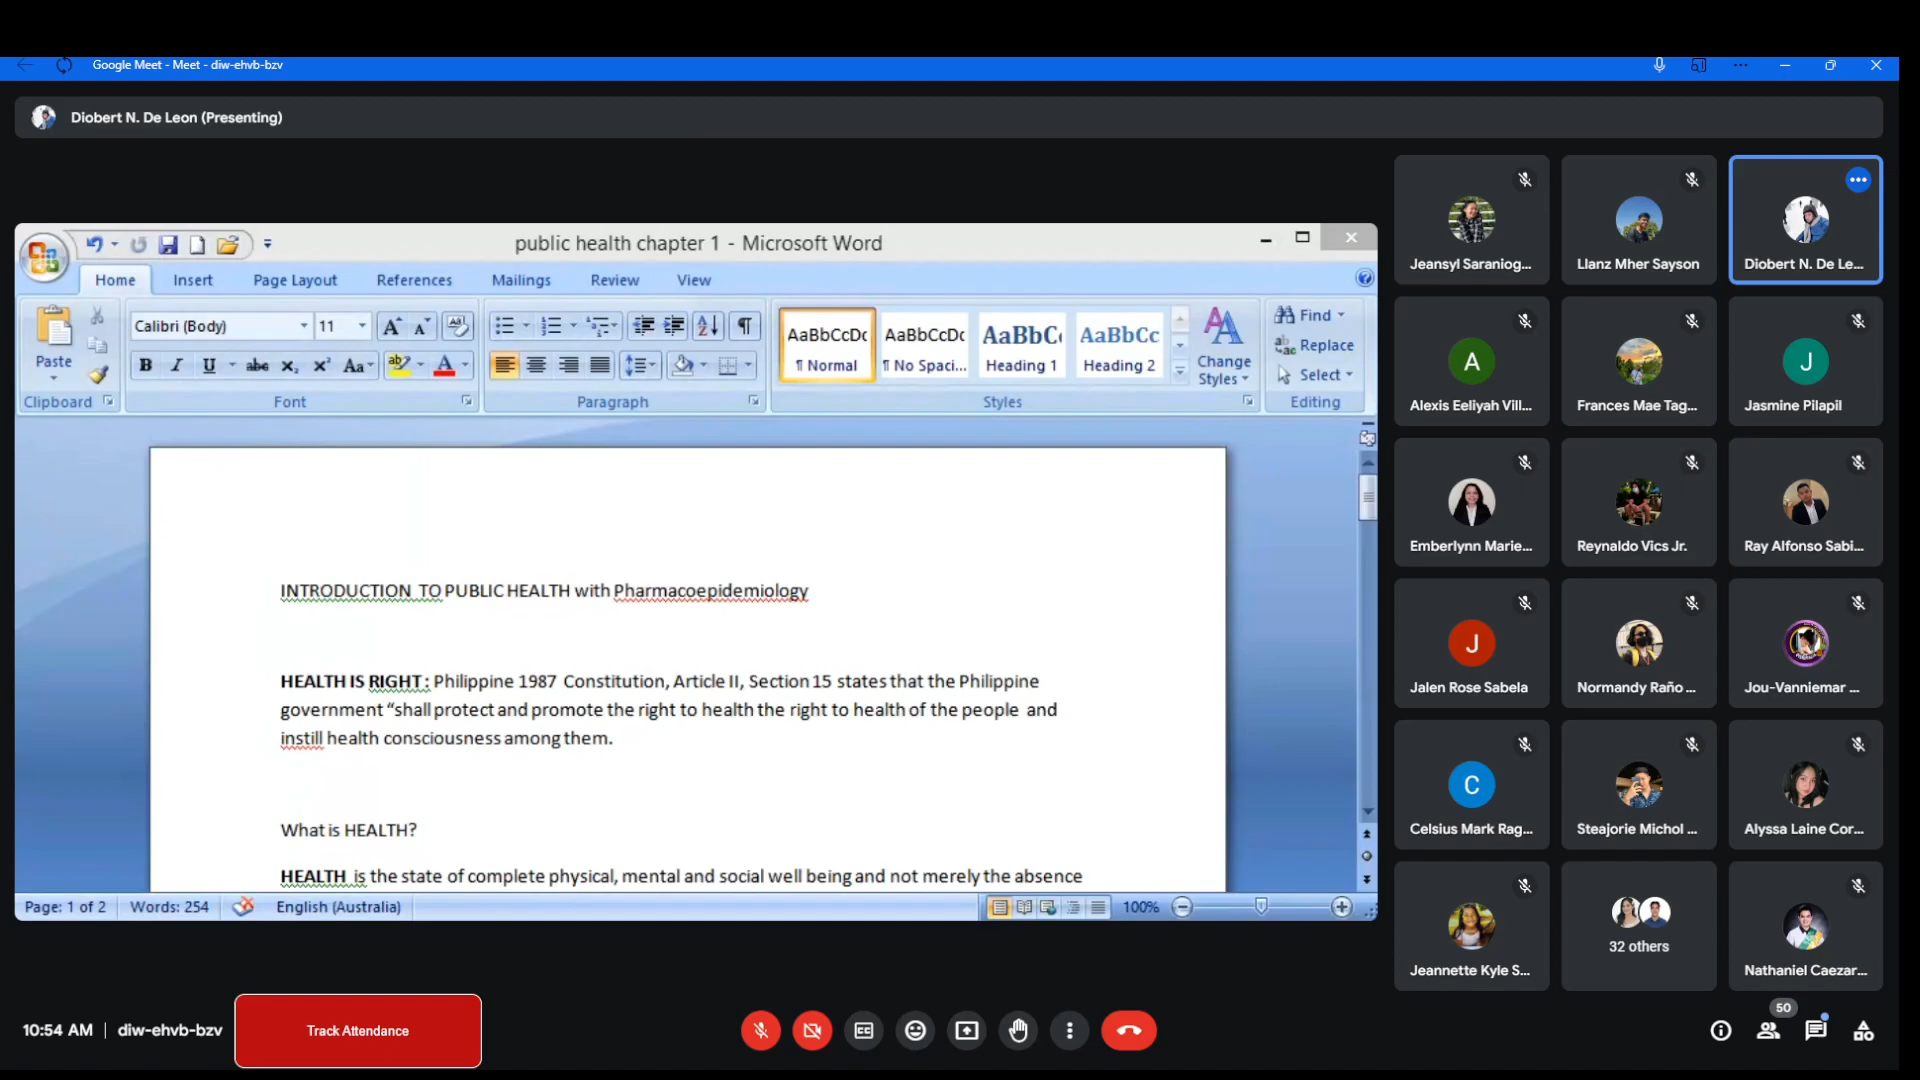 Google Meet - Meet - diw-ehvb-bzv
Diobert N. De Leon (Presenting)
public health chapter 1 - Microsoft Word
Home Insert Page Layout References Mailings Review View
Calibri (Body) 11
Paste
Clipboard Font Paragraph Styles Editing
AaBbCcDc AaBbCcDc AaBbC AaBbCc
¶ Normal ¶ No Spaci... Heading 1 Heading 2
Change Styles
Find
Replace
Select
INTRODUCTION TO PUBLIC HEALTH with Pharmacoepidemiology
HEALTH IS RIGHT : Philippine 1987 Constitution, Article II, Section 15 states that the Philippine
government “shall protect and promote the right to health the right to health of the people and
instill health consciousness among them.
What is HEALTH?
HEALTH is the state of complete physical, mental and social well being and not merely the absence
Page: 1 of 2 Words: 254 English (Australia) 100%
Jeansyl Saraniog... Llanz Mher Sayson Diobert N. De Le...
A J
Alexis Eeliyah Vill... Frances Mae Tag... Jasmine Pilapil
Emberlynn Marie... Reynaldo Vics Jr. Ray Alfonso Sabi...
J
Jalen Rose Sabela Normandy Raño ... Jou-Vanniemar ...
C
Celsius Mark Rag... Steajorie Michol ... Alyssa Laine Cor...
32 others
Jeannette Kyle S... Nathaniel Caezar...
10:54 AM | diw-ehvb-bzv
Track Attendance
50